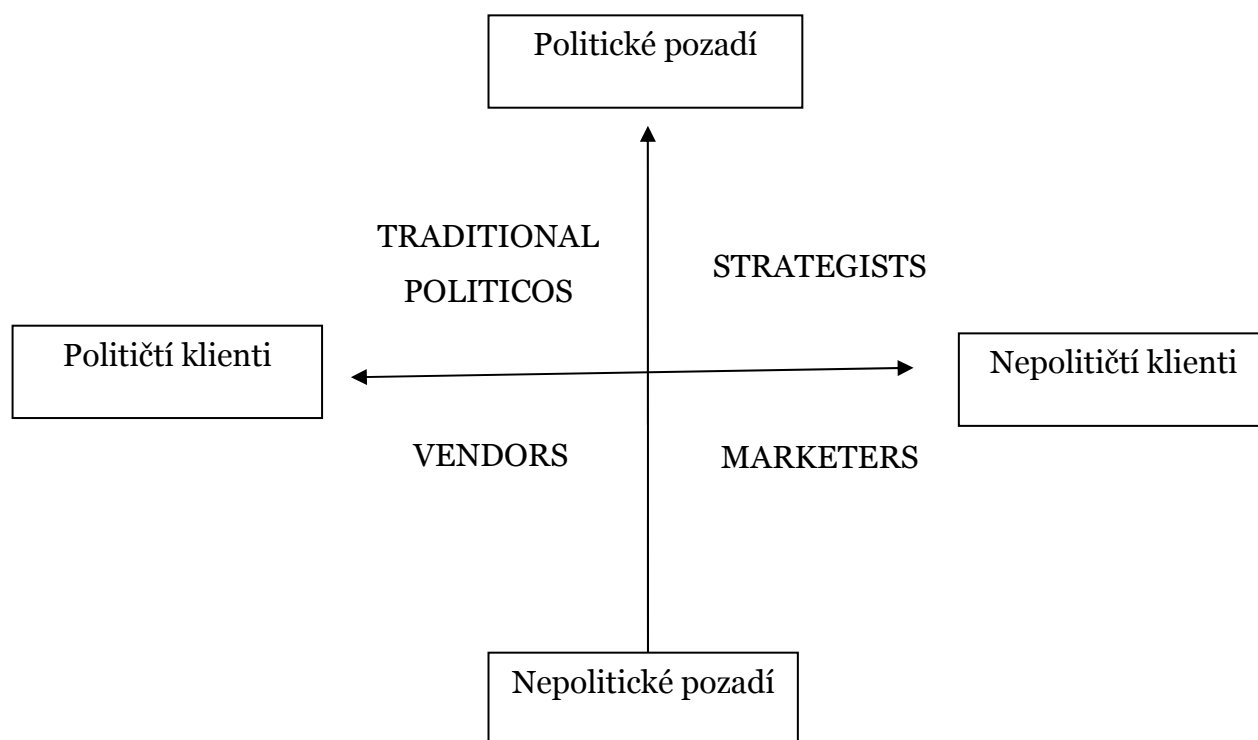 Politické pozadí
TRADITIONAL
POLITICOS
STRATEGISTS
Političtí klienti
Nepolitičtí klienti
VENDORS
MARKETERS
Nepolitické pozadí